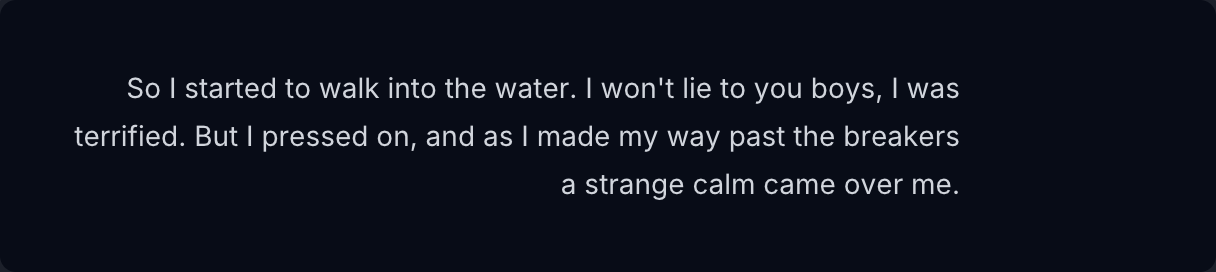 So I started to walk into the water. I won't lie to you boys, I was
terrified. But I pressed on, and as I made my way past the breakers
a strange calm came over me.